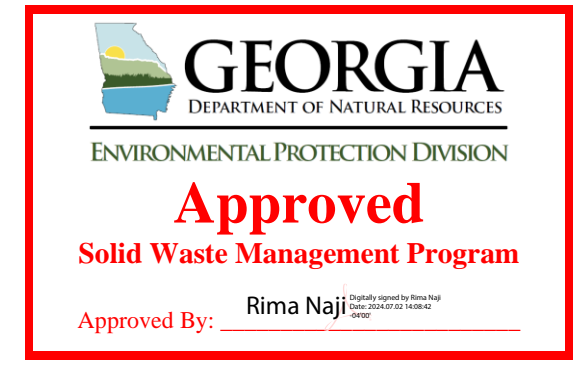 GEORGIA
DEPARTMENT OF NATURAL RESOURCES
ENVIRONMENTAL PROTECTION DIVISION
Approved
Solid Waste Management Program
Approved By: Rima Naji
Digitally signed by Rima Naji
Date: 2024.07.02 14:08:42
-04'00'